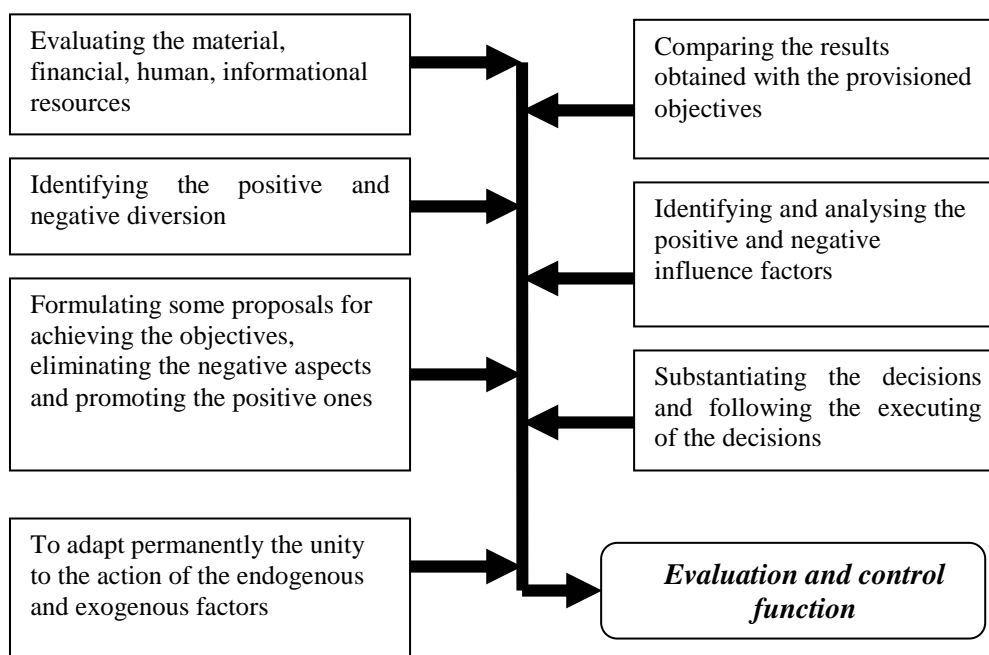 Evaluating the material,
financial, human, informational
resources
Comparing the results
obtained with the provisioned
objectives
Identifying the positive and
negative diversion
Identifying and analysing the
positive and negative
influence factors
Formulating some proposals for
achieving the objectives,
eliminating the negative aspects
and promoting the positive ones
Substantiating the decisions
and following the executing
of the decisions
To adapt permanently the unity
to the action of the endogenous
and exogenous factors
Evaluation and control
function